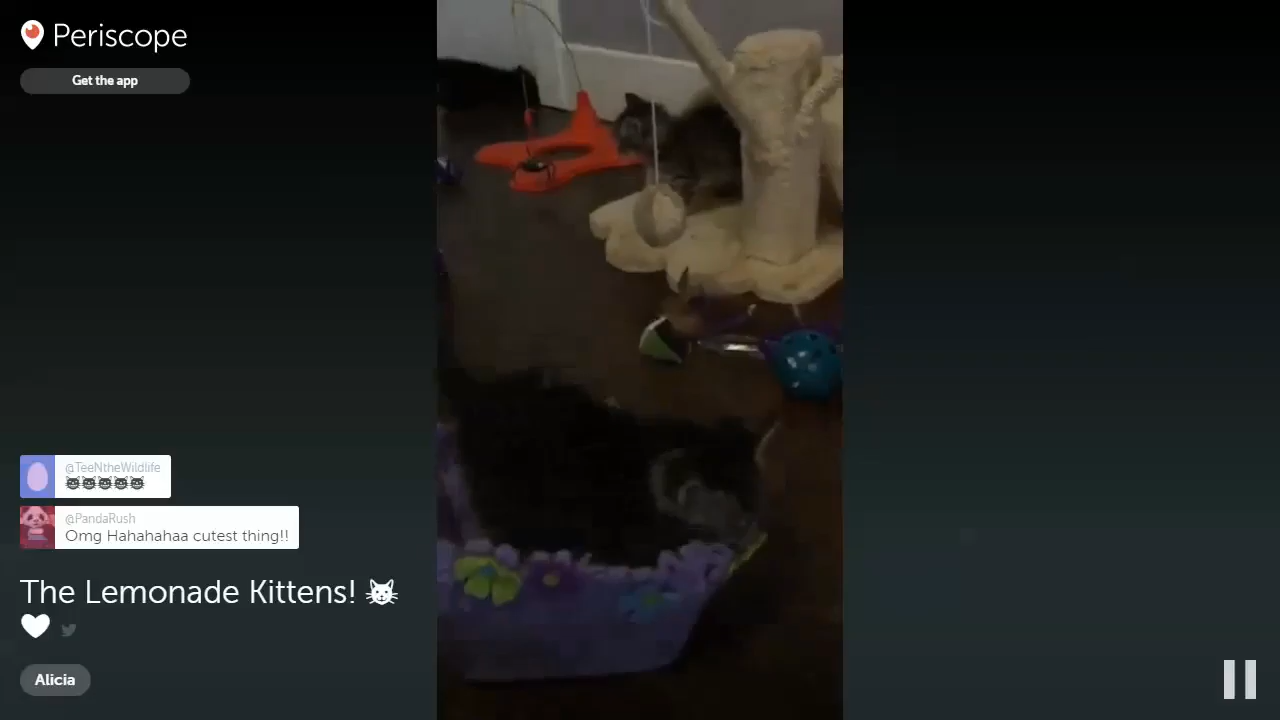 Periscope
Get the app
@TeeNtheWildlife
@PandaRush
Omg Hahahahaa cutest thing!!
The Lemonade Kittens!
Alicia